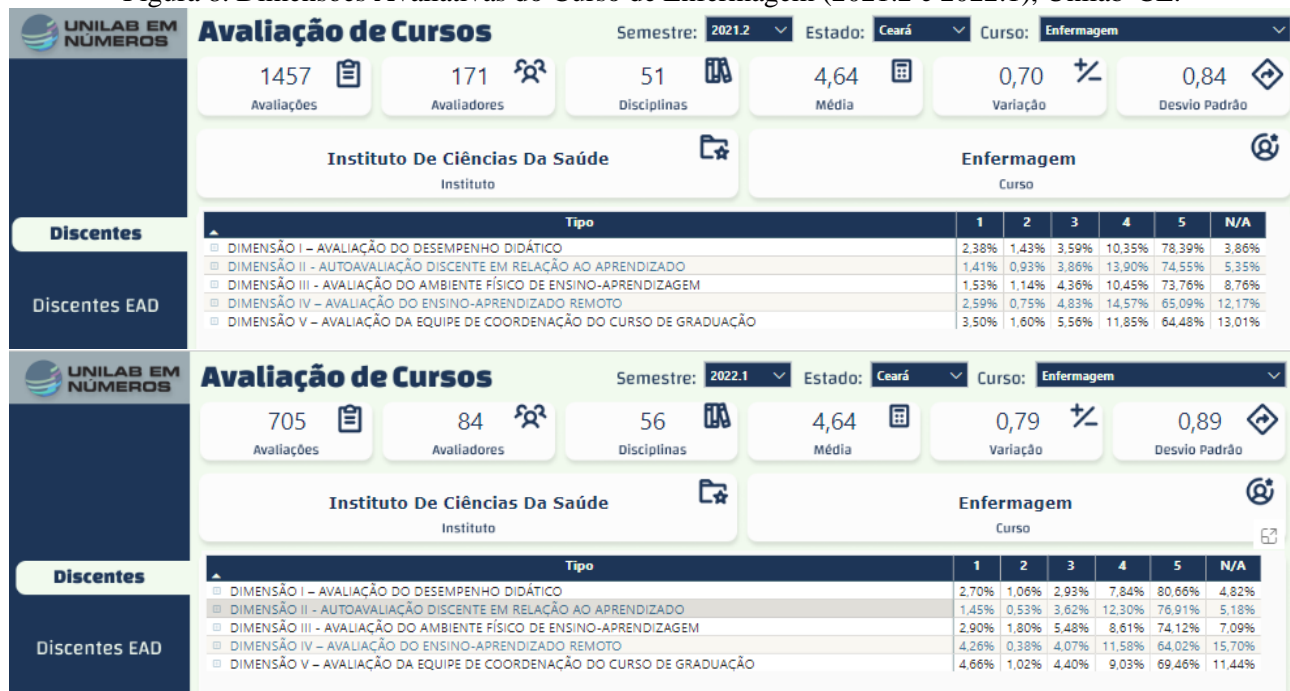 Figura 8: Dimensões Avaliativas do Curso de Enfermagem (2021.2 e 2022.1), Unilab-CE.
UNILAB EM NÚMEROS
Avaliação de Cursos Semestre: 2021.2 Estado: Ceará Curso: Enfermagem
1457 171 51 4,64 0,70 0,84
Avaliações Avaliadores Disciplinas Média Variação Desvio Padrão
Instituto De Ciências Da Saúde Enfermagem
Instituto Curso
Discentes
Discentes EAD
Tipo 1 2 3 4 5 N/A
DIMENSÃO I – AVALIAÇÃO DO DESEMPENHO DIDÁTICO 2,38% 1,43% 3,59% 10,35% 78,39% 3,86%
DIMENSÃO II - AUTOAVALIAÇÃO DISCENTE EM RELAÇÃO AO APRENDIZADO 1,41% 0,93% 3,86% 13,90% 74,55% 5,35%
DIMENSÃO III - AVALIAÇÃO DO AMBIENTE FÍSICO DE ENSINO-APRENDIZAGEM 1,53% 1,14% 4,36% 10,45% 73,76% 8,76%
DIMENSÃO IV – AVALIAÇÃO DO ENSINO-APRENDIZADO REMOTO 2,59% 0,75% 4,83% 14,57% 65,09% 12,17%
DIMENSÃO V – AVALIAÇÃO DA EQUIPE DE COORDENAÇÃO DO CURSO DE GRADUAÇÃO 3,50% 1,60% 5,56% 11,85% 64,48% 13,01%
UNILAB EM NÚMEROS
Avaliação de Cursos Semestre: 2022.1 Estado: Ceará Curso: Enfermagem
705 84 56 4,64 0,79 0,89
Avaliações Avaliadores Disciplinas Média Variação Desvio Padrão
Instituto De Ciências Da Saúde Enfermagem
Instituto Curso
Discentes
Discentes EAD
Tipo 1 2 3 4 5 N/A
DIMENSÃO I – AVALIAÇÃO DO DESEMPENHO DIDÁTICO 2,70% 1,06% 2,93% 7,84% 80,66% 4,82%
DIMENSÃO II - AUTOAVALIAÇÃO DISCENTE EM RELAÇÃO AO APRENDIZADO 1,45% 0,53% 3,62% 12,30% 76,91% 5,18%
DIMENSÃO III - AVALIAÇÃO DO AMBIENTE FÍSICO DE ENSINO-APRENDIZAGEM 2,90% 1,80% 5,48% 8,61% 74,12% 7,09%
DIMENSÃO IV – AVALIAÇÃO DO ENSINO-APRENDIZADO REMOTO 4,26% 0,38% 4,07% 11,58% 64,02% 15,70%
DIMENSÃO V – AVALIAÇÃO DA EQUIPE DE COORDENAÇÃO DO CURSO DE GRADUAÇÃO 4,66% 1,02% 4,40% 9,03% 69,46% 11,44%